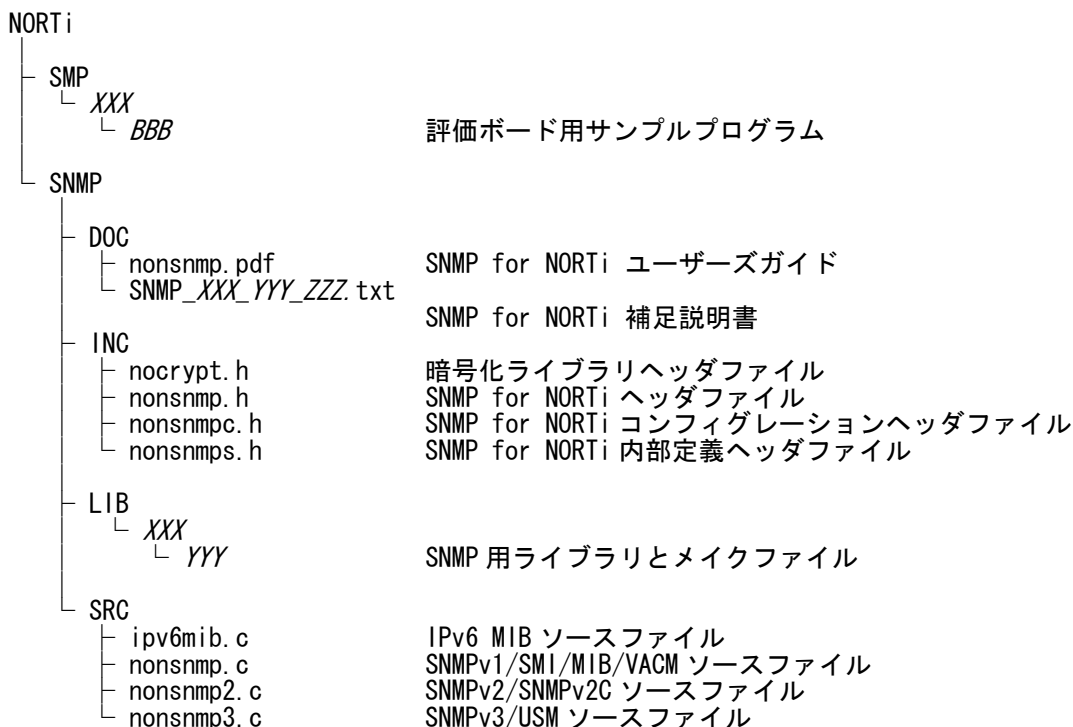 NORTi
SMP
XXX
BBB 評価ボード用サンプルプログラム
SNMP
DOC
nonsnmp.pdf SNMP for NORTi ユーザーズガイド
SNMP_XXX_YYY_ZZZ.txt
SNMP for NORTi 補足説明書
INC
nocrypt.h 暗号化ライブラリヘッダファイル
nonsnmp.h SNMP for NORTi ヘッダファイル
nonsnmpc.h SNMP for NORTi コンフィグレーションヘッダファイル
nonsnmps.h SNMP for NORTi 内部定義ヘッダファイル
LIB
XXX
YYY SNMP 用ライブラリとメイクファイル
SRC
ipv6mib.c IPv6 MIB ソースファイル
nonsnmp.c SNMPv1/SMI/MIB/VACM ソースファイル
nonsnmp2.c SNMPv2/SNMPv2C ソースファイル
nonsnmp3.c SNMPv3/USM ソースファイル